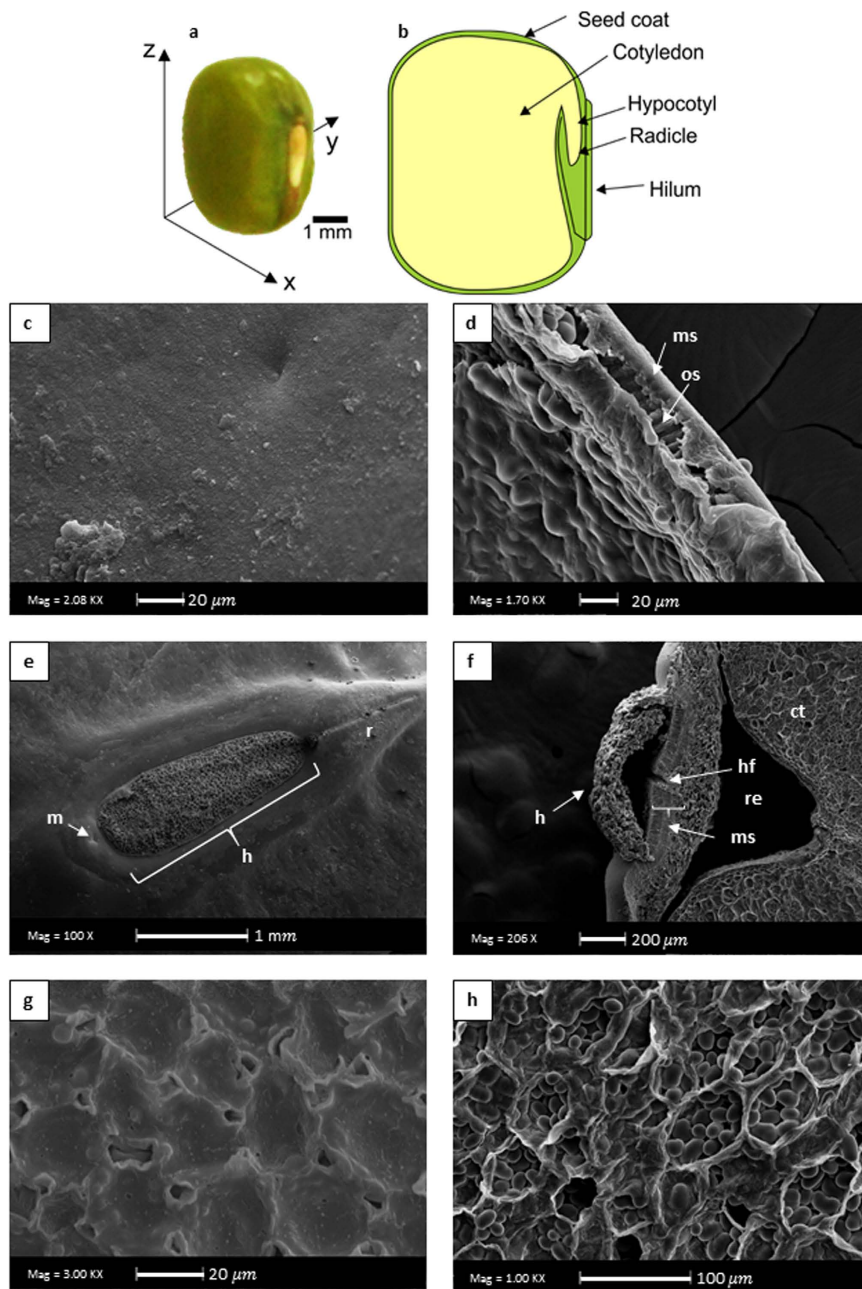 a
z
y
x
1 mm
b
Seed coat
Cotyledon
Hypocotyl
Radicle
Hilum
c
Mag = 2.08 KX
20 μm
d
ms
os
Mag = 1.70 KX
20 μm
e
r
m
h
Mag = 100 X
1 mm
f
ct
hf
re
h
ms
Mag = 206 X
200 μm
g
Mag = 3.00 KX
20 μm
h
Mag = 1.00 KX
100 μm